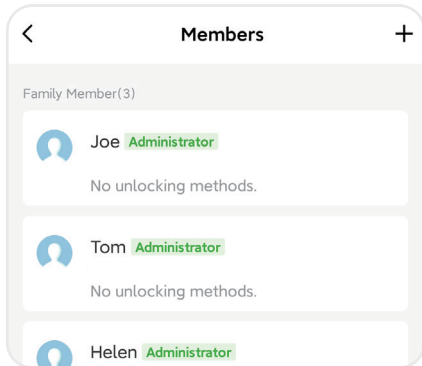 Members
Family Member(3)
Joe Administrator
No unlocking methods.
Tom Administrator
No unlocking methods.
Helen Administrator